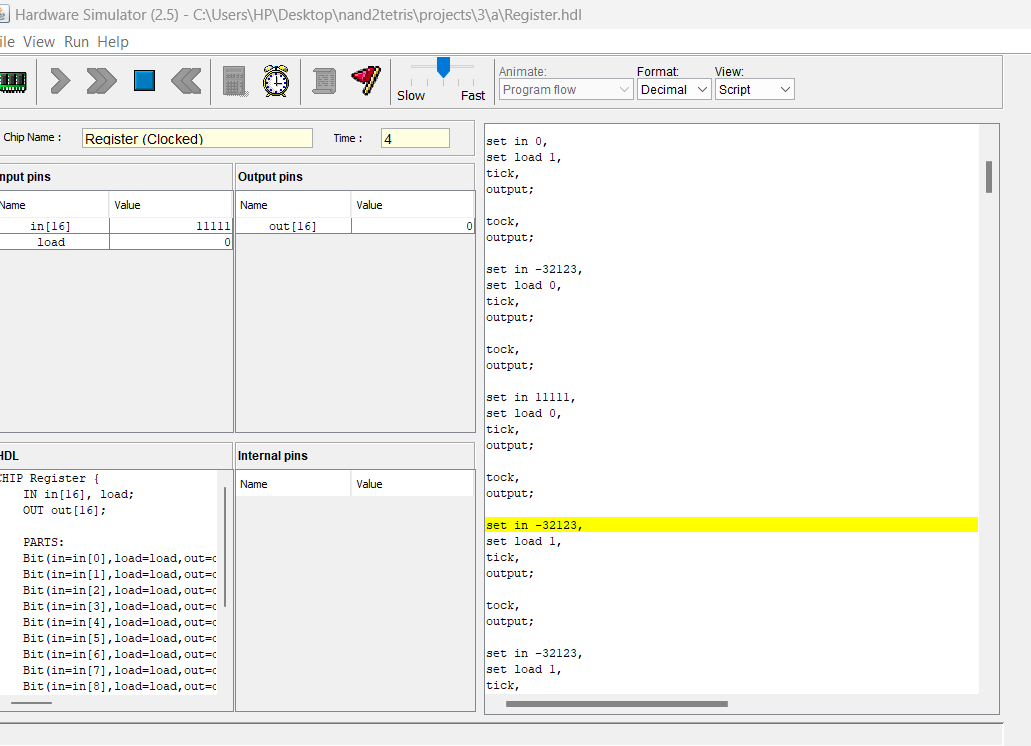 Hardware Simulator (2.5) - C:\Users\HP\Desktop\nand2tetris\projects\3\a\Register.hdl
ile View Run Help
Slow Fast
Animate: Format: View:
Program flow Decimal Script
Chip Name : Register (Clocked) Time : 4
nput pins
Name Value
in[16] 11111
load 0
Output pins
Name Value
out[16] 0
HDL
CHIP Register {
IN in[16], load;
OUT out[16];
PARTS:
Bit(in=in[0],load=load,out=o
Bit(in=in[1],load=load,out=o
Bit(in=in[2],load=load,out=o
Bit(in=in[3],load=load,out=o
Bit(in=in[4],load=load,out=o
Bit(in=in[5],load=load,out=o
Bit(in=in[6],load=load,out=o
Bit(in=in[7],load=load,out=o
Bit(in=in[8],load=load,out=o
Internal pins
Name Value
set in 0,
set load 1,
tick,
output;
tock,
output;
set in -32123,
set load 0,
tick,
output;
tock,
output;
set in 11111,
set load 0,
tick,
output;
tock,
output;
set in -32123,
set load 1,
tick,
output;
tock,
output;
set in -32123,
set load 1,
tick,